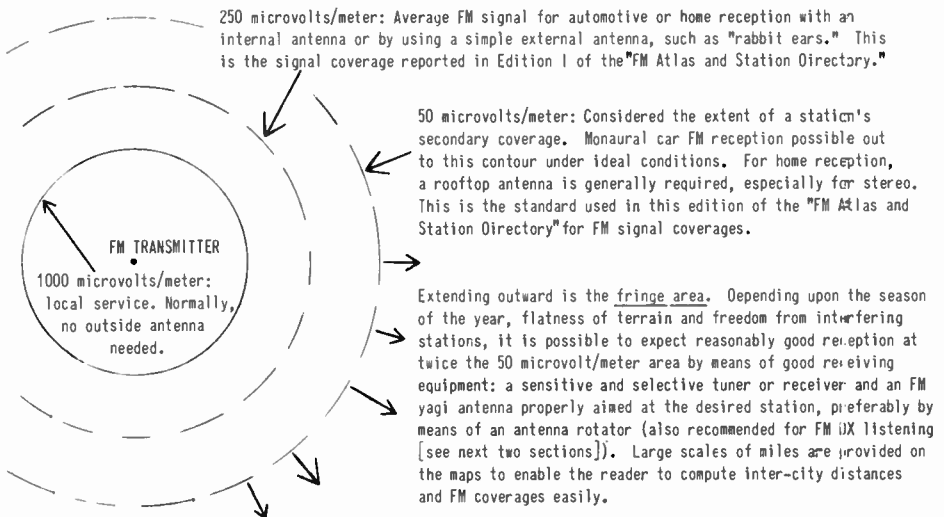 250 microvolts/meter: Average FM signal for automotive or home reception with an
internal antenna or by using a simple external antenna, such as "rabbit ears." This
is the signal coverage reported in Edition I of the "FM Atlas and Station Oirectory."
50 microvolts/meter: Considered the extent of a station's
secondary coverage. Monaural car FM reception possible out
to this contour under ideal conditions. For home reception,
a rooftop antenna is generally required, especially for stereo.
This is the standard used in this edition of the "FM Atlas and
Station Oirectory" for FM signal coverages.
FM TRANSMITTER
1000 microvolts/meter:
local service. Normally,
no outside antenna
needed.
Extending outward is the fringe area. Oepending upon the season
of the year, flatness of terrain and freedom from interfering
stations, it is possible to expect reasonably good reception at
twice the 50 microvolt/meter area by means of good receiving
equipment: a sensitive and selective tuner or receiver and an FM
yagi antenna properly aimed at the desired station, preferably by
means of an antenna rotator (also recommended for FM DX listening
[see next two sections]). Large scales of miles are provided on
the maps to enable the reader to compute inter-city distances
and FM coverages easily.